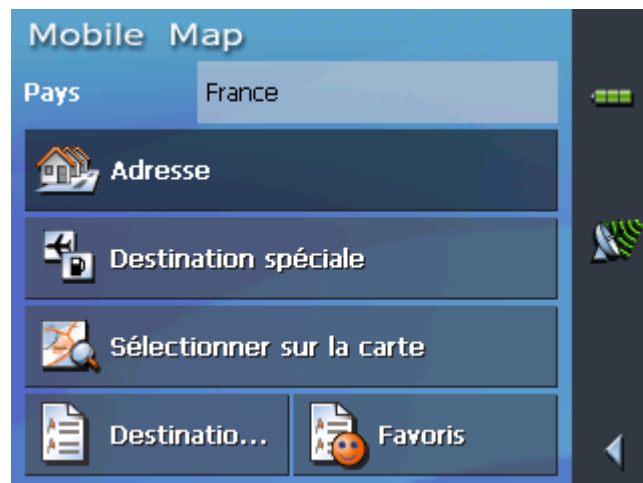 Mobile Map
Pays France
Adresse
Destination spéciale
Sélectionner sur la carte
Destinatio... Favoris